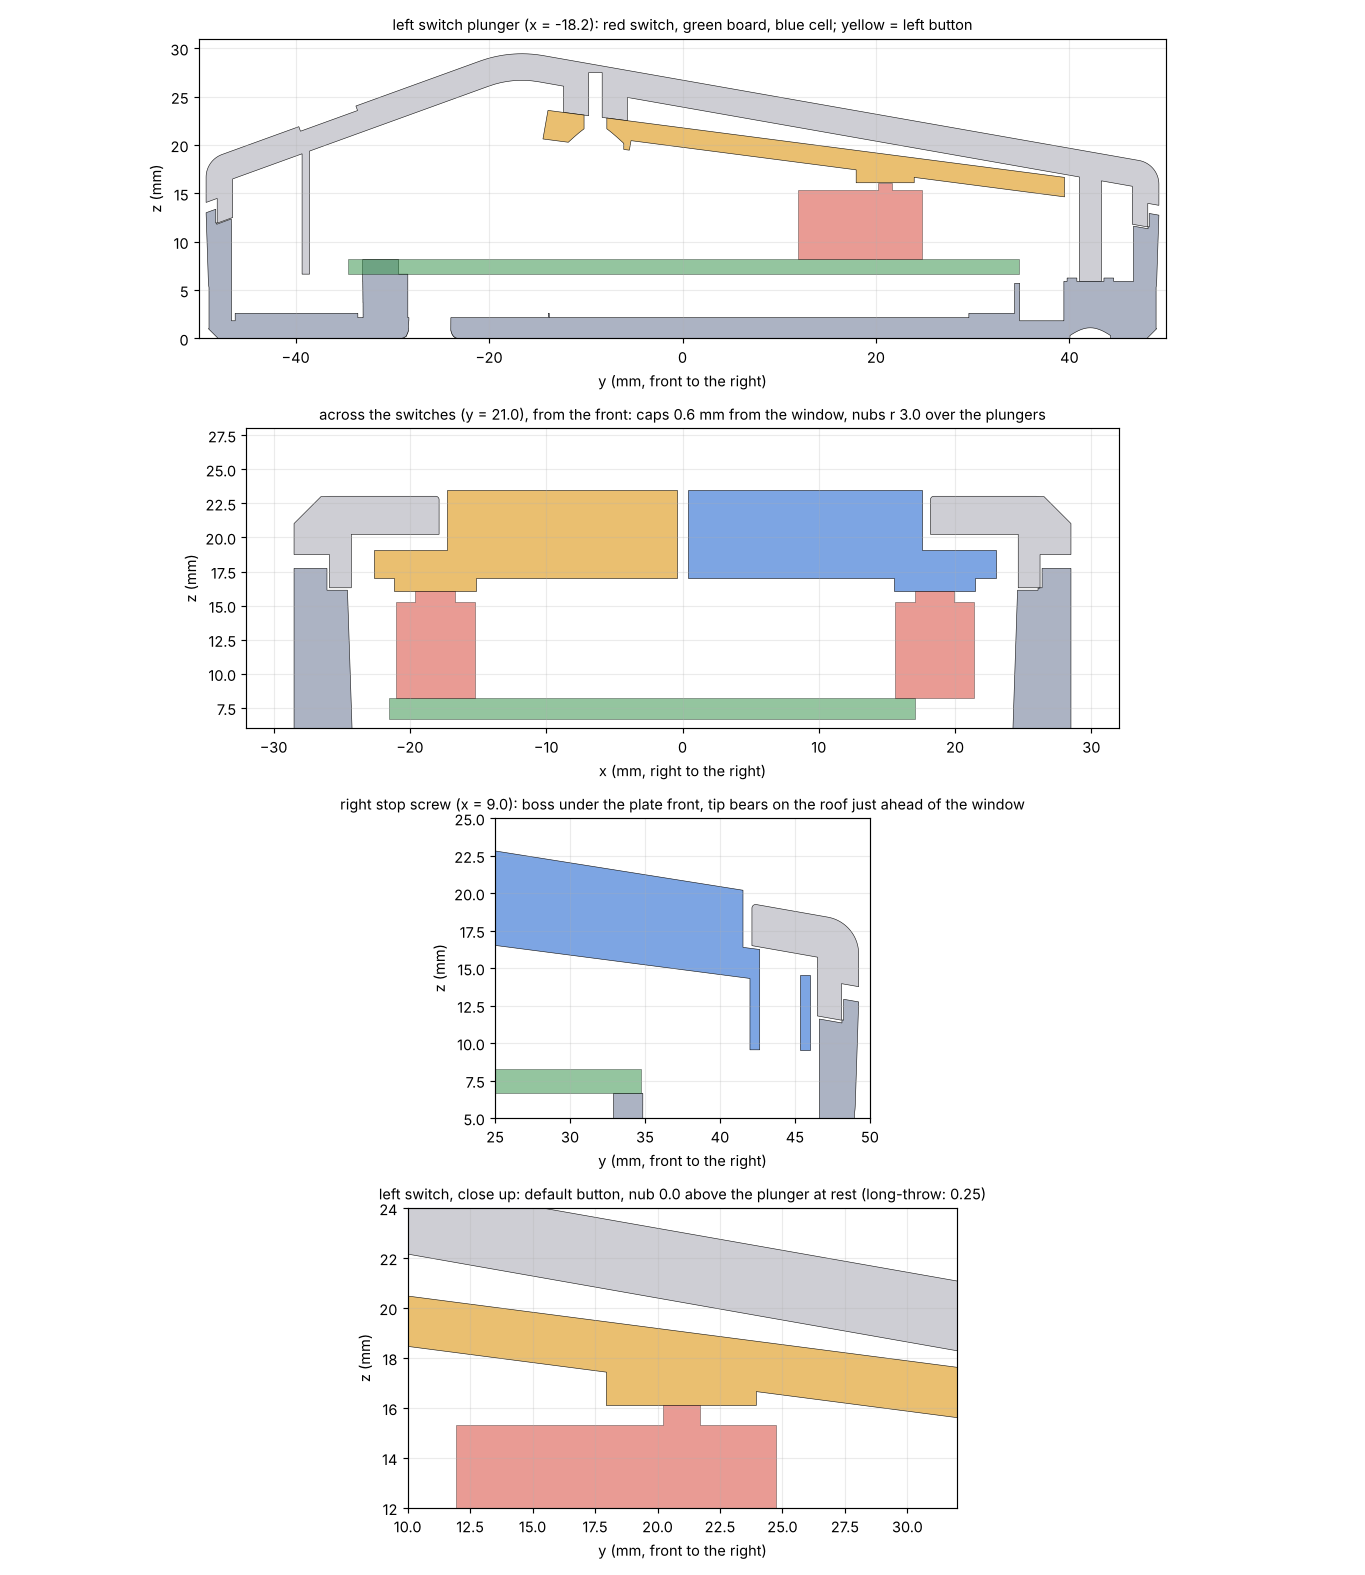 left switch plunger (x = -18.2): red switch, green board, blue cell; yellow = left button
30
25
20
15
10
5
0
z (mm)
−40 −20 0 20 40
y (mm, front to the right)
across the switches (y = 21.0), from the front: caps 0.6 mm from the window, nubs r 3.0 over the plungers
27.5
25.0
22.5
20.0
17.5
15.0
12.5
10.0
7.5
z (mm)
−30 −20 −10 0 10 20 30
x (mm, right to the right)
right stop screw (x = 9.0): boss under the plate front, tip bears on the roof just ahead of the window
25.0
22.5
20.0
17.5
15.0
12.5
10.0
7.5
5.0
z (mm)
25 30 35 40 45 50
y (mm, front to the right)
left switch, close up: default button, nub 0.0 above the plunger at rest (long-throw: 0.25)
24
22
20
18
16
14
12
z (mm)
10.0 12.5 15.0 17.5 20.0 22.5 25.0 27.5 30.0
y (mm, front to the right)